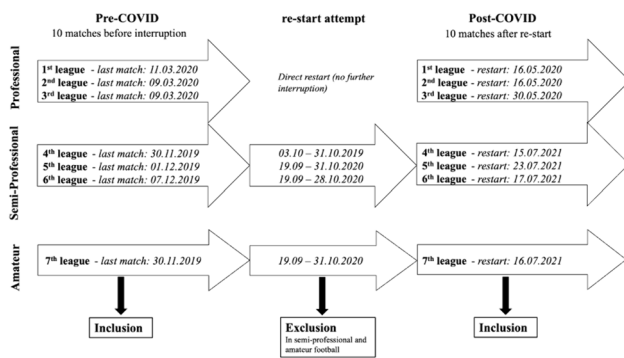 Pre-COVID
10 matches before interruption
re-start attempt
Post-COVID
10 matches after re-start
Professional
1st league - last match: 11.03.2020
2nd league - last match: 09.03.2020
3rd league - last match: 09.03.2020
Direct restart (no further
interruption)
1st league - restart: 16.05.2020
2nd league - restart: 16.05.2020
3rd league - restart: 30.05.2020
Semi-Professional
4th league - last match: 30.11.2019
5th league - last match: 01.12.2019
6th league - last match: 07.12.2019
03.10 – 31.10.2019
19.09 – 31.10.2020
19.09 – 28.10.2020
4th league - restart: 15.07.2021
5th league - restart: 23.07.2021
6th league - restart: 17.07.2021
Amateur
7th league - last match: 30.11.2019
19.09 – 31.10.2020
7th league - restart: 16.07.2021
Inclusion
Exclusion
In semi-professional and
amateur football
Inclusion